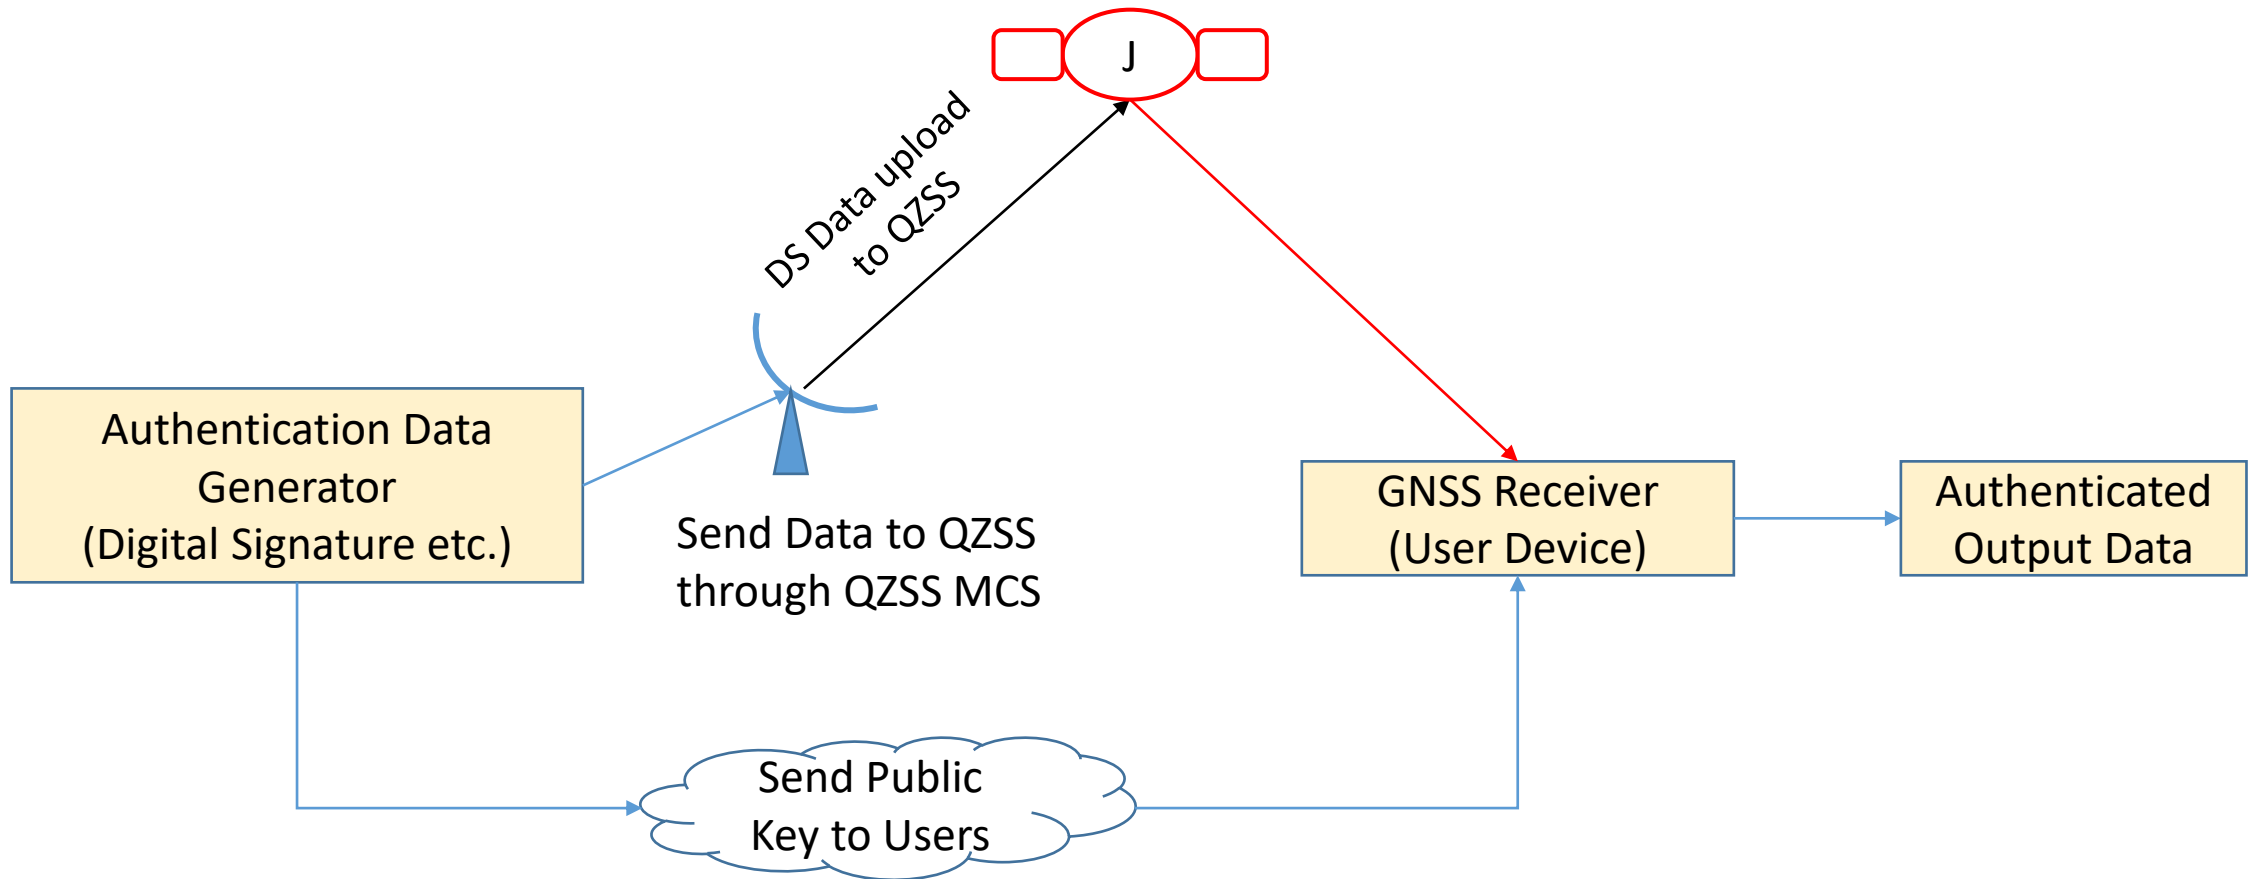 J
DS Data upload
to QZSS
Authentication Data
Generator
(Digital Signature etc.)
Send Data to QZSS
through QZSS MCS
GNSS Receiver
(User Device)
Authenticated
Output Data
Send Public
Key to Users